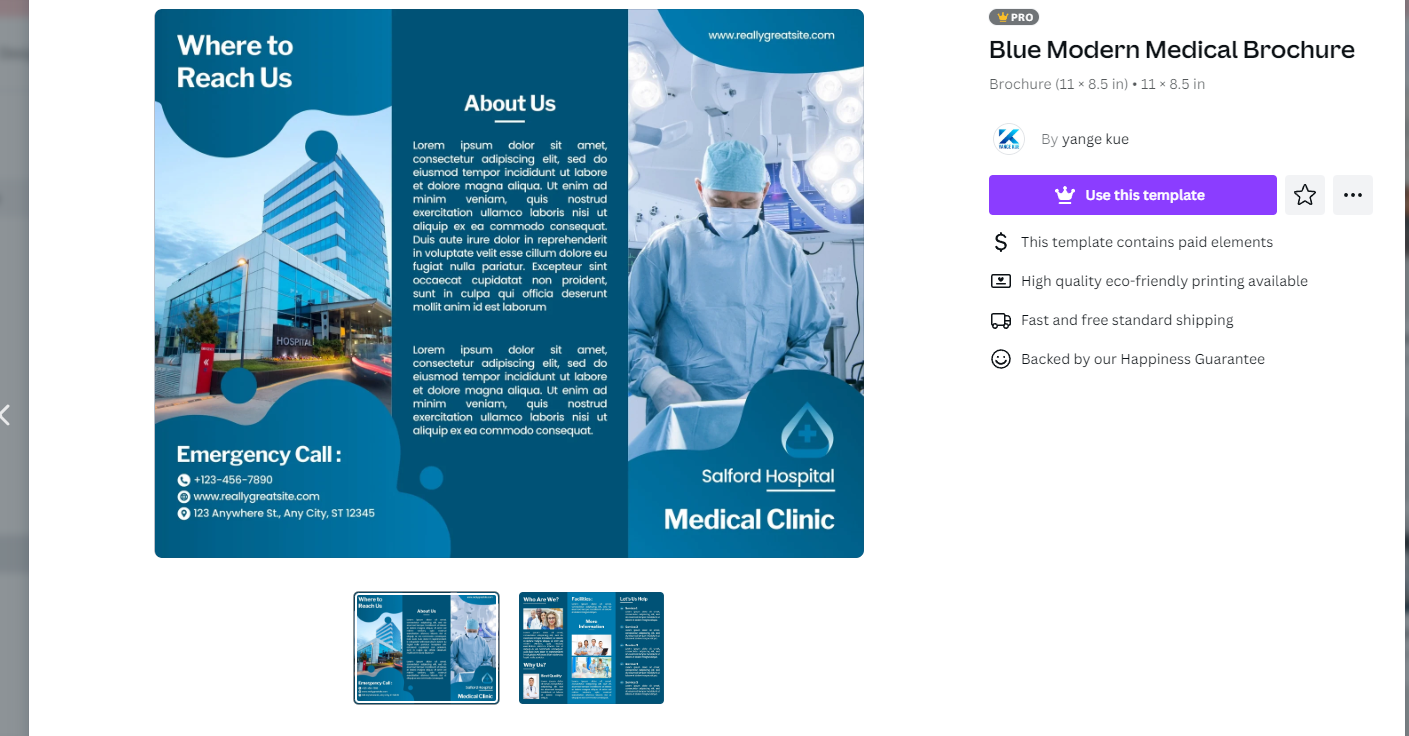 Where to
Reach Us
HOSPITAL
Emergency Call :
+123-456-7890
www.reallygreatsite.com
123 Anywhere St., Any City, ST 12345
About Us
Lorem ipsum dolor sit amet,
consectetur adipiscing elit, sed do
eiusmod tempor incididunt ut labore
et dolore magna aliqua. Ut enim ad
minim veniam, quis nostrud
exercitation ullamco laboris nisi ut
aliquip ex ea commodo consequat.
Duis aute irure dolor in reprehenderit
in voluptate velit esse cillum dolore eu
fugiat nulla pariatur. Excepteur sint
occaecat cupidatat non proident,
sunt in culpa qui officia deserunt
mollit anim id est laborum
Lorem ipsum dolor sit amet,
consectetur adipiscing elit, sed do
eiusmod tempor incididunt ut labore
et dolore magna aliqua. Ut enim ad
minim veniam, quis nostrud
exercitation ullamco laboris nisi ut
aliquip ex ea commodo consequat.
www.reallygreatsite.com
Salford Hospital
Medical Clinic
PRO
Blue Modern Medical Brochure
Brochure (11 × 8.5 in) • 11 × 8.5 in
YANGE KUE
By yange kue
Use this template
This template contains paid elements
High quality eco-friendly printing available
Fast and free standard shipping
Backed by our Happiness Guarantee
Where to
Reach Us
About Us
Emergency Call :
Salford Hospital
Medical Clinic
Who Are We?
Why Us?
Best Quality
Facilities:
More
Information
Let's Us Help